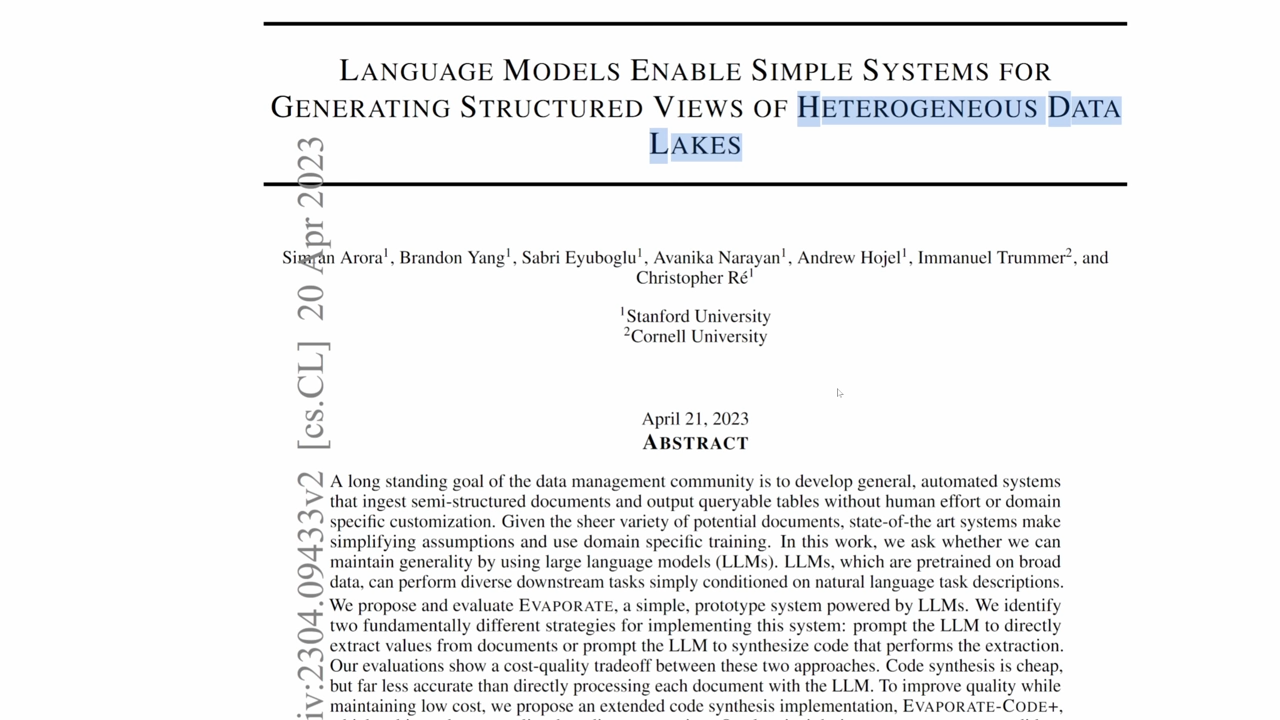 LANGUAGE MODELS ENABLE SIMPLE SYSTEMS FOR
GENERATING STRUCTURED VIEWS OF HETEROGENEOUS DATA
LAKES
Simran Arora¹, Brandon Yang¹, Sabri Eyuboglu¹, Avanika Narayan¹, Andrew Hojel¹, Immanuel Trummer², and
Christopher Ré¹
¹Stanford University
²Cornell University
April 21, 2023
ABSTRACT
A long standing goal of the data management community is to develop general, automated systems
that ingest semi-structured documents and output queryable tables without human effort or domain
specific customization. Given the sheer variety of potential documents, state-of-the art systems make
simplifying assumptions and use domain specific training. In this work, we ask whether we can
maintain generality by using large language models (LLMs). LLMs, which are pretrained on broad
data, can perform diverse downstream tasks simply conditioned on natural language task descriptions.
We propose and evaluate EVAPORATE, a simple, prototype system powered by LLMs. We identify
two fundamentally different strategies for implementing this system: prompt the LLM to directly
extract values from documents or prompt the LLM to synthesize code that performs the extraction.
Our evaluations show a cost-quality tradeoff between these two approaches. Code synthesis is cheap,
but far less accurate than directly processing each document with the LLM. To improve quality while
maintaining low cost, we propose an extended code synthesis implementation, EVAPORATE-CODE+,
iv:2304.09433v2 [cs.CL] 20 Apr 2023